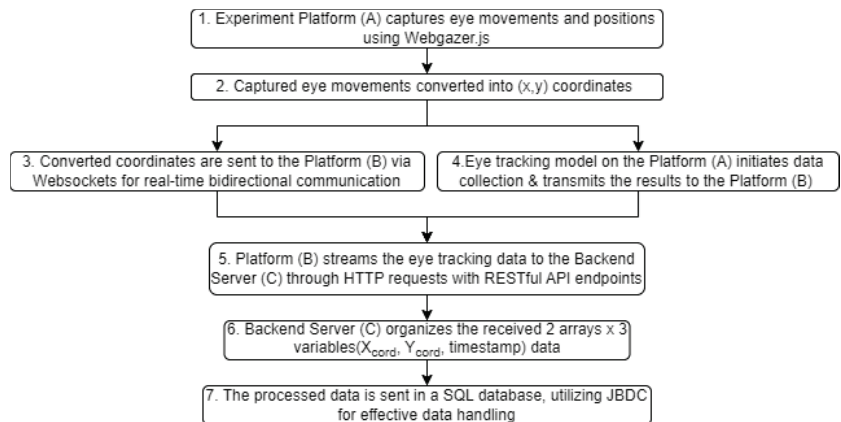 1. Experiment Platform (A) captures eye movements and positions
using Webgazer.js
2. Captured eye movements converted into (x,y) coordinates
3. Converted coordinates are sent to the Platform (B) via
Websockets for real-time bidirectional communication
4.Eye tracking model on the Platform (A) initiates data
collection & transmits the results to the Platform (B)
5. Platform (B) streams the eye tracking data to the Backend
Server (C) through HTTP requests with RESTful API endpoints
6. Backend Server (C) organizes the received 2 arrays x 3
variables(Xcord, Ycord, timestamp) data
7. The processed data is sent in a SQL database, utilizing JBDC
for effective data handling